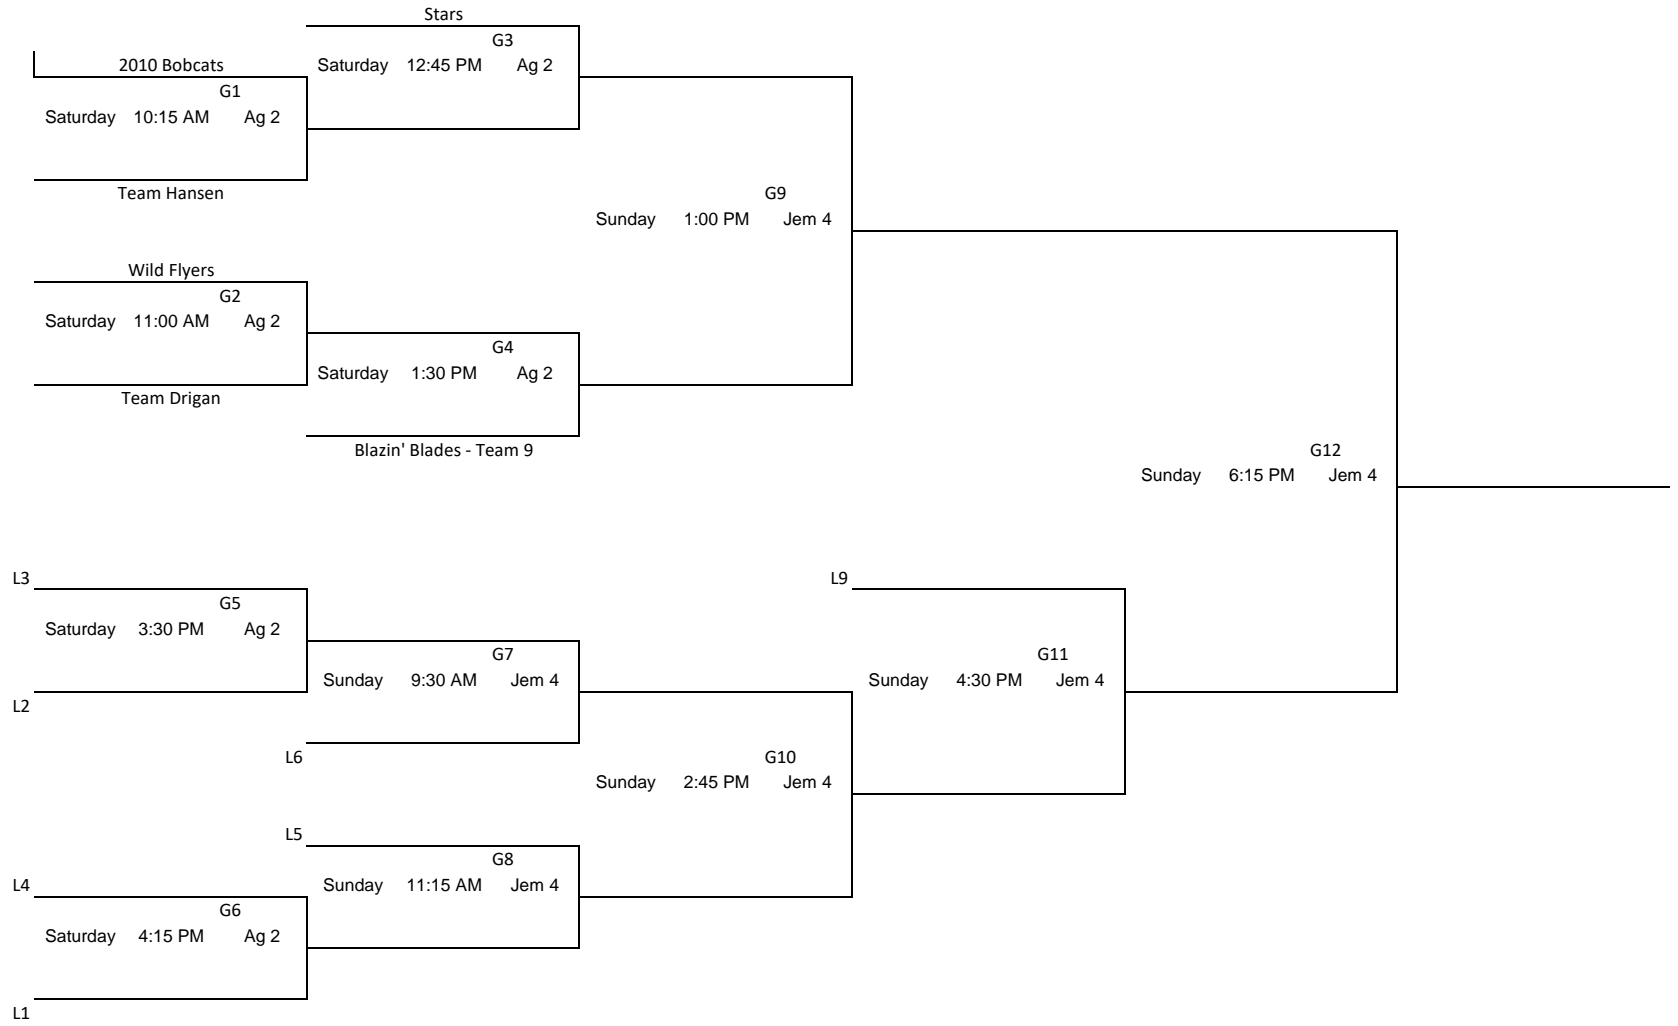 Stars
G3
2010 Bobcats
Saturday 12:45 PM Ag 2
G1
Saturday 10:15 AM Ag 2
Team Hansen
G9
Sunday 1:00 PM Jem 4
Wild Flyers
G2
Saturday 11:00 AM Ag 2
G4
Saturday 1:30 PM Ag 2
Team Drigan
Blazin' Blades - Team 9
G12
Sunday 6:15 PM Jem 4
L3
L9
G5
Saturday 3:30 PM Ag 2
G7
G11
Sunday 9:30 AM Jem 4
Sunday 4:30 PM Jem 4
L2
L6
G10
Sunday 2:45 PM Jem 4
L5
G8
L4
Sunday 11:15 AM Jem 4
G6
Saturday 4:15 PM Ag 2
L1